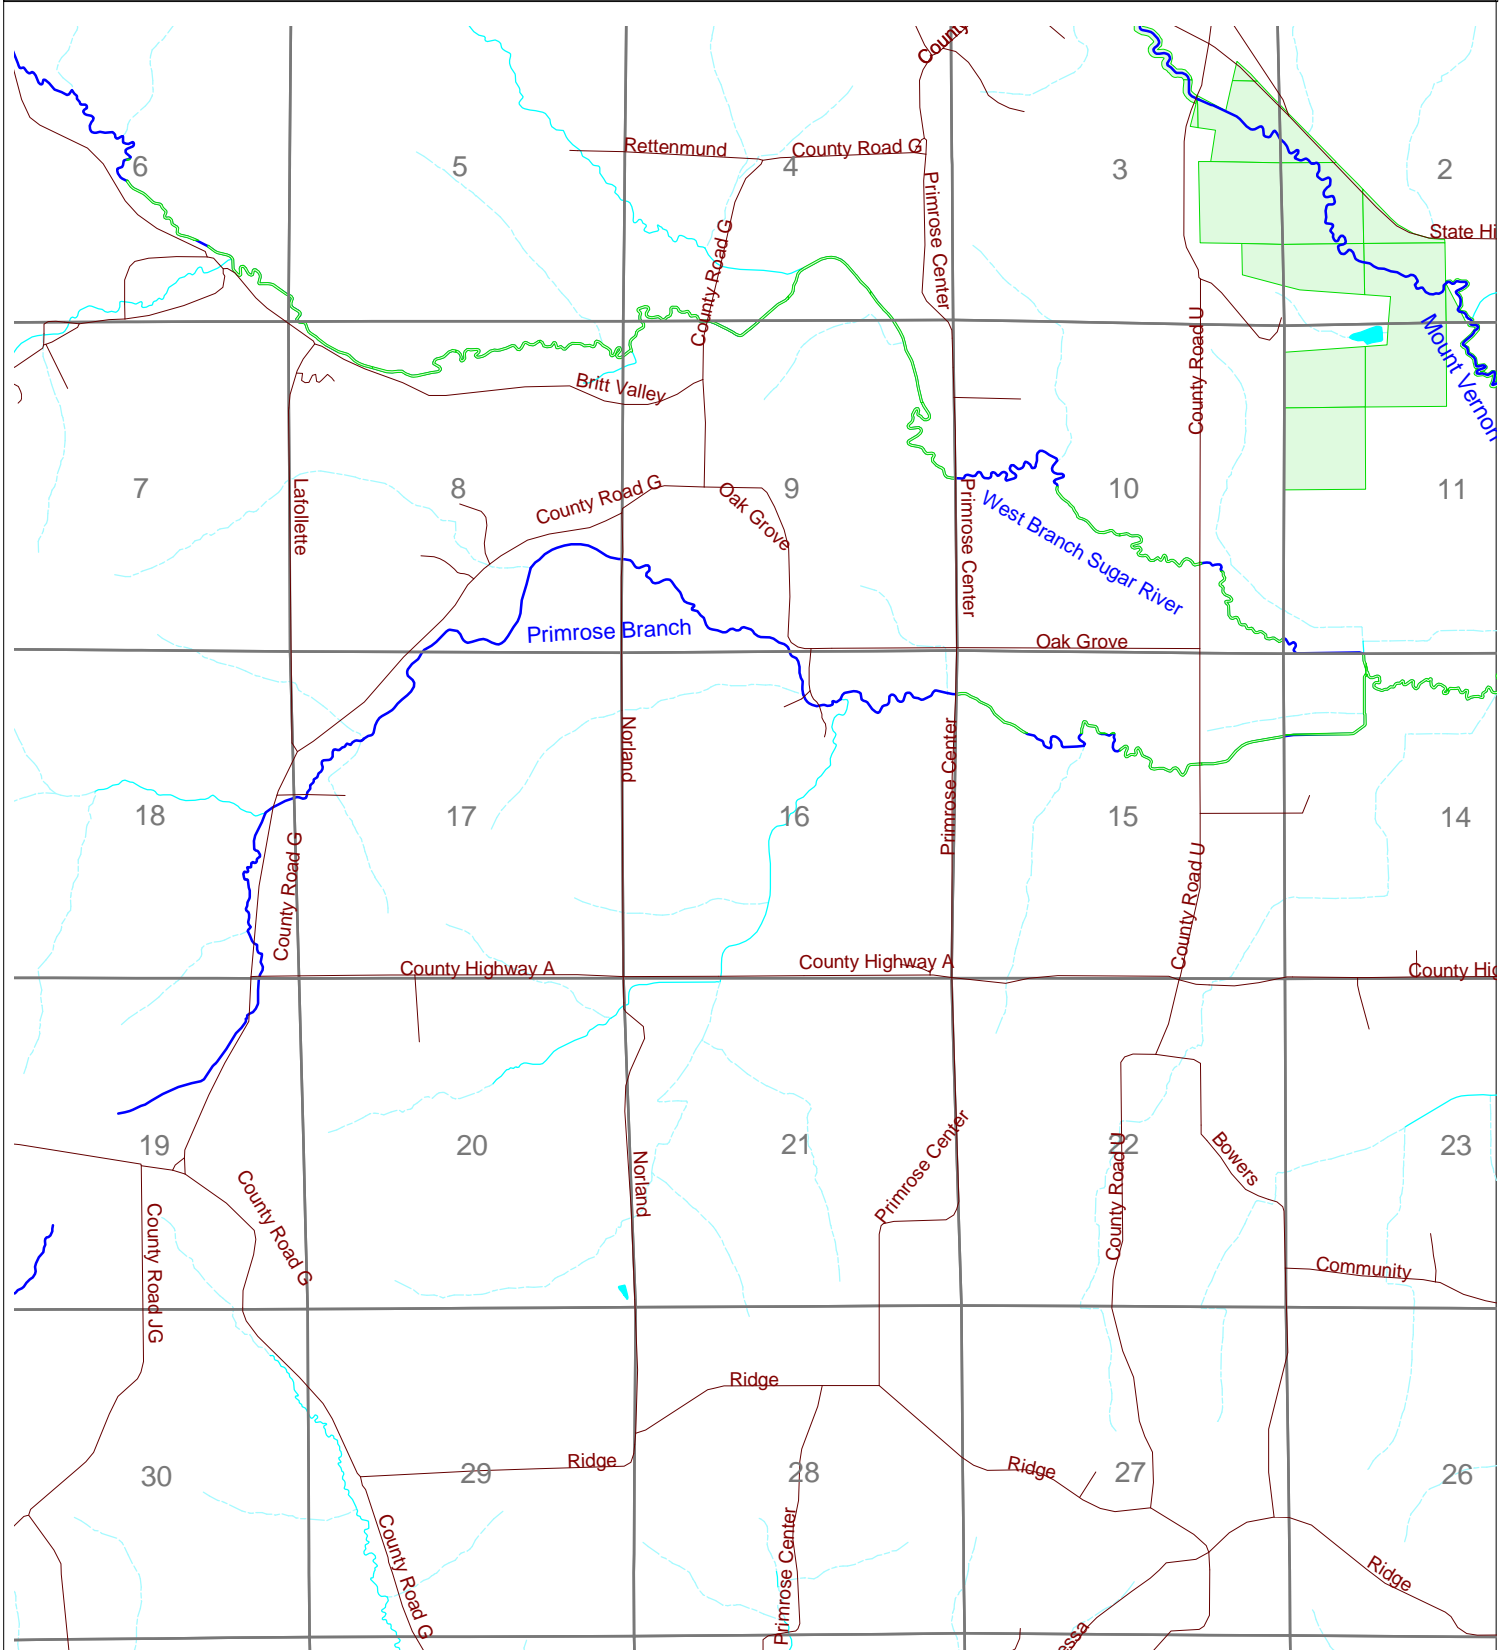 County
Rettenmund
County Road G
6
5
4
3
2
Primrose Center
State Hi
County Road G
County Road U
Mount Vernon
Britt Valley
7
Lafollette
8
County Road G
Oak Grove
9
Primrose Center
West Branch Sugar River
10
11
Primrose Branch
Oak Grove
Norland
Primrose Center
18
17
16
15
14
County Road G
County Road U
County Highway A
County Highway A
County Hig
19
20
21
22
23
County Road JG
County Road G
Norland
Primrose Center
County Road U
Bowers
Community
Ridge
30
29
Ridge
28
Ridge
27
26
County Road G
Primrose Center
Ridge
essa